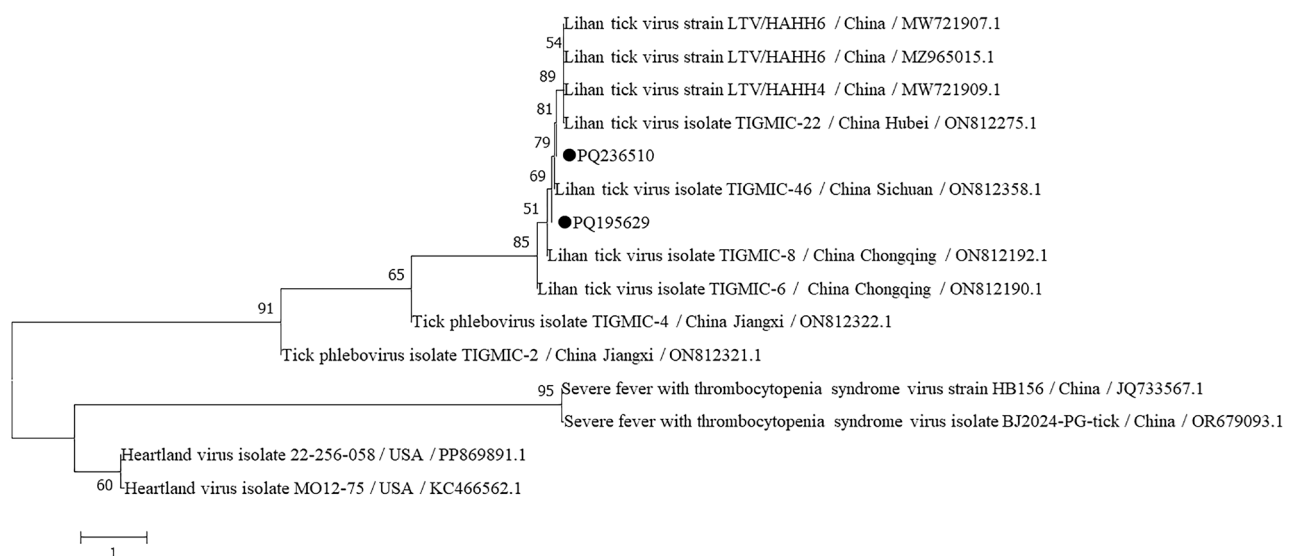 Lihan tick virus strain LTV/HAHH6 / China / MW721907.1
54
Lihan tick virus strain LTV/HAHH6 / China / MZ965015.1
89
Lihan tick virus strain LTV/HAHH4 / China / MW721909.1
81
Lihan tick virus isolate TIGMIC-22 / China Hubei / ON812275.1
79
PQ236510
69
Lihan tick virus isolate TIGMIC-46 / China Sichuan / ON812358.1
51
PQ195629
85
Lihan tick virus isolate TIGMIC-8 / China Chongqing / ON812192.1
65
Lihan tick virus isolate TIGMIC-6 / China Chongqing / ON812190.1
91
Tick phlebovirus isolate TIGMIC-4 / China Jiangxi / ON812322.1
Tick phlebovirus isolate TIGMIC-2 / China Jiangxi / ON812321.1
95
Severe fever with thrombocytopenia syndrome virus strain HB156 / China / JQ733567.1
Severe fever with thrombocytopenia syndrome virus isolate BJ2024-PG-tick / China / OR679093.1
Heartland virus isolate 22-256-058 / USA / PP869891.1
60
Heartland virus isolate MO12-75 / USA / KC466562.1
1